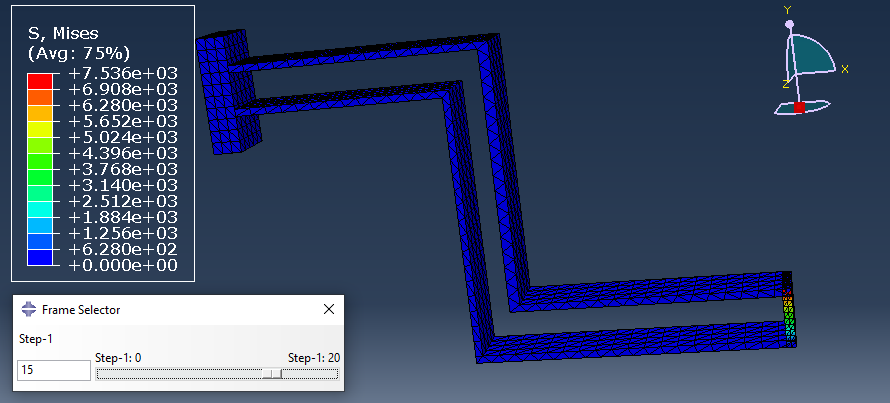 S, Mises
(Avg: 75%)
+7.536e+03
+6.908e+03
+6.280e+03
+5.652e+03
+5.024e+03
+4.396e+03
+3.768e+03
+3.140e+03
+2.512e+03
+1.884e+03
+1.256e+03
+6.280e+02
+0.000e+00
Y
X
Z
Frame Selector
Step-1
Step-1: 0 Step-1: 20
15